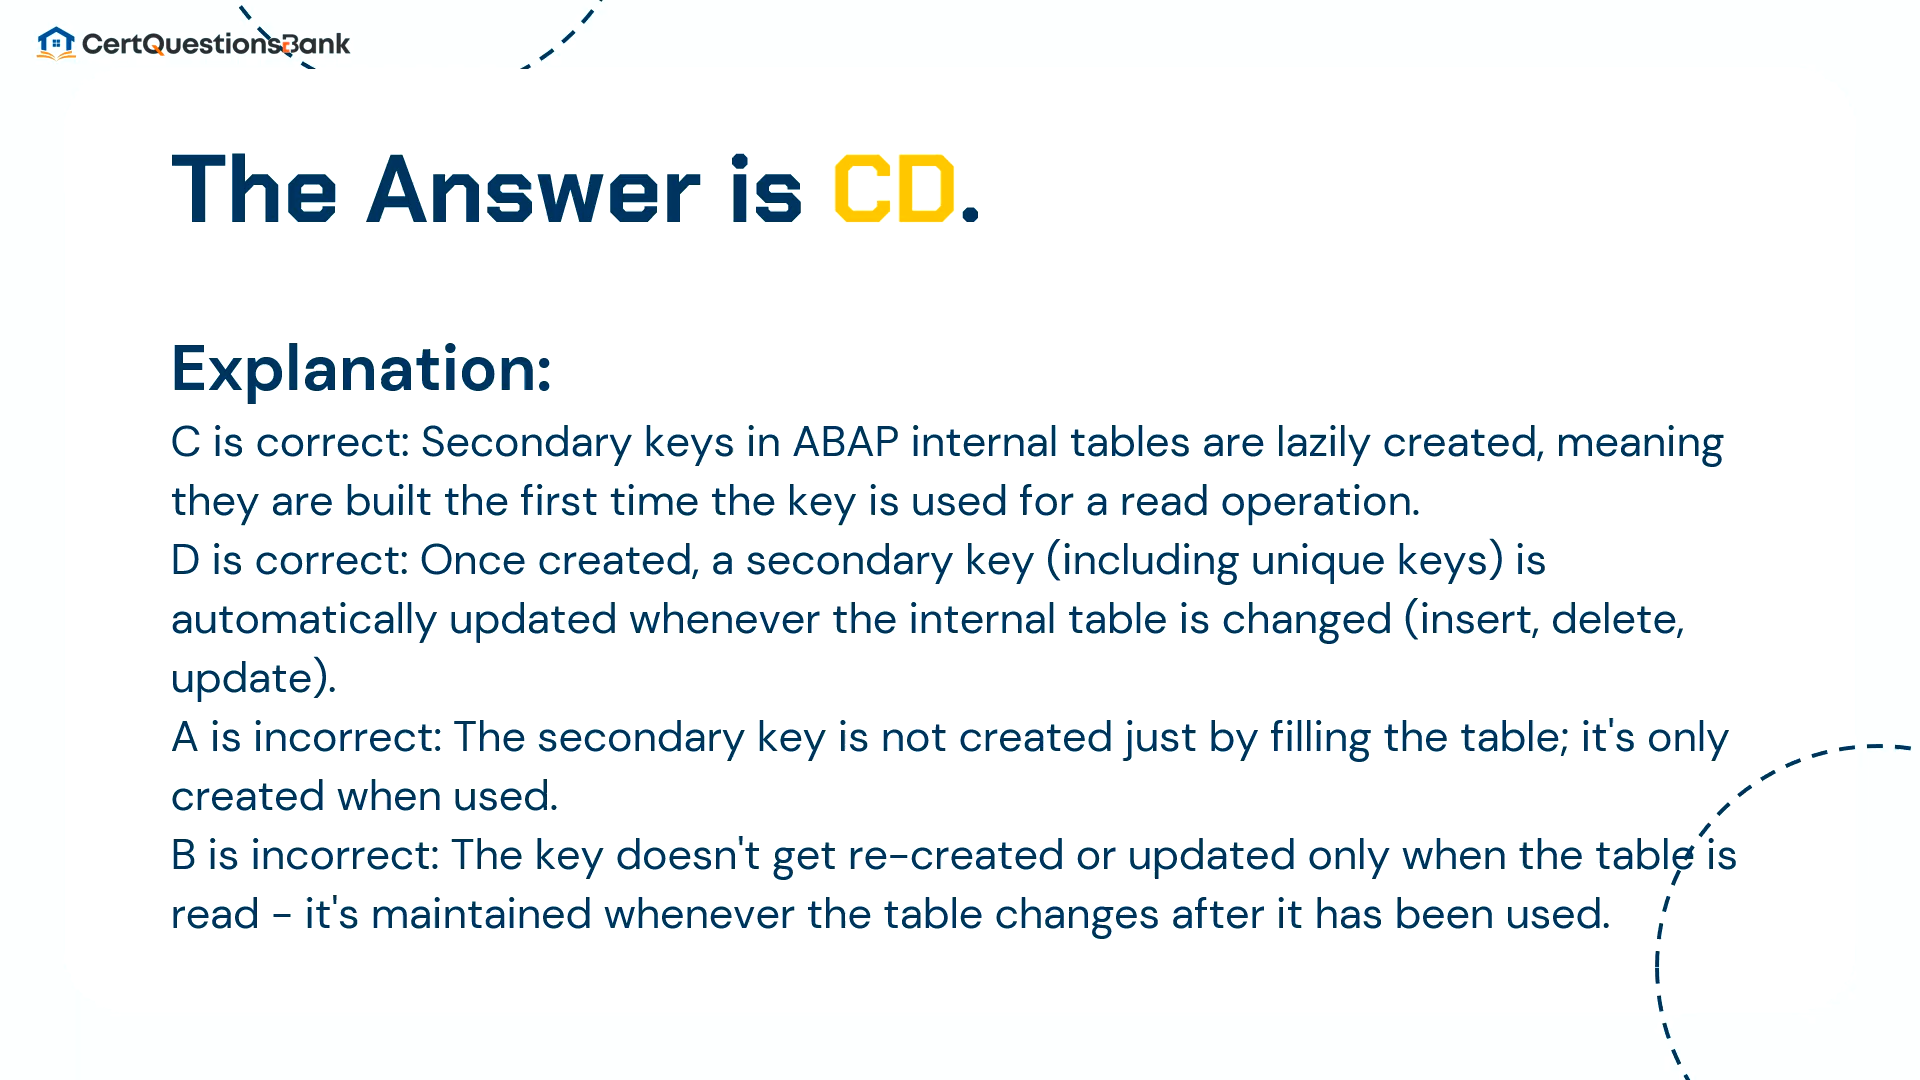 CertQuestionsBank
The Answer is CD.
Explanation:
C is correct: Secondary keys in ABAP internal tables are lazily created, meaning
they are built the first time the key is used for a read operation.
D is correct: Once created, a secondary key (including unique keys) is
automatically updated whenever the internal table is changed (insert, delete,
update).
A is incorrect: The secondary key is not created just by filling the table; it's only
created when used.
B is incorrect: The key doesn't get re-created or updated only when the table is
read - it's maintained whenever the table changes after it has been used.